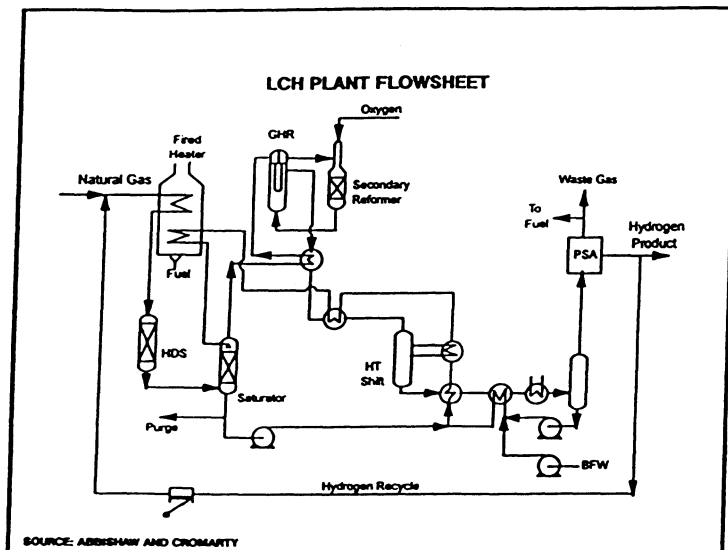 LCH PLANT FLOWSHEET
Oxygen
Fired
Heater
GHR
Natural Gas
Secondary
Reformer
Waste Gas
To
Fuel
Hydrogen
Product
PSA
Fuel
HDS
HT
Shift
Saturator
Purge
BFW
Hydrogen Recycle
SOURCE: ABBISHAW AND CROMARTY